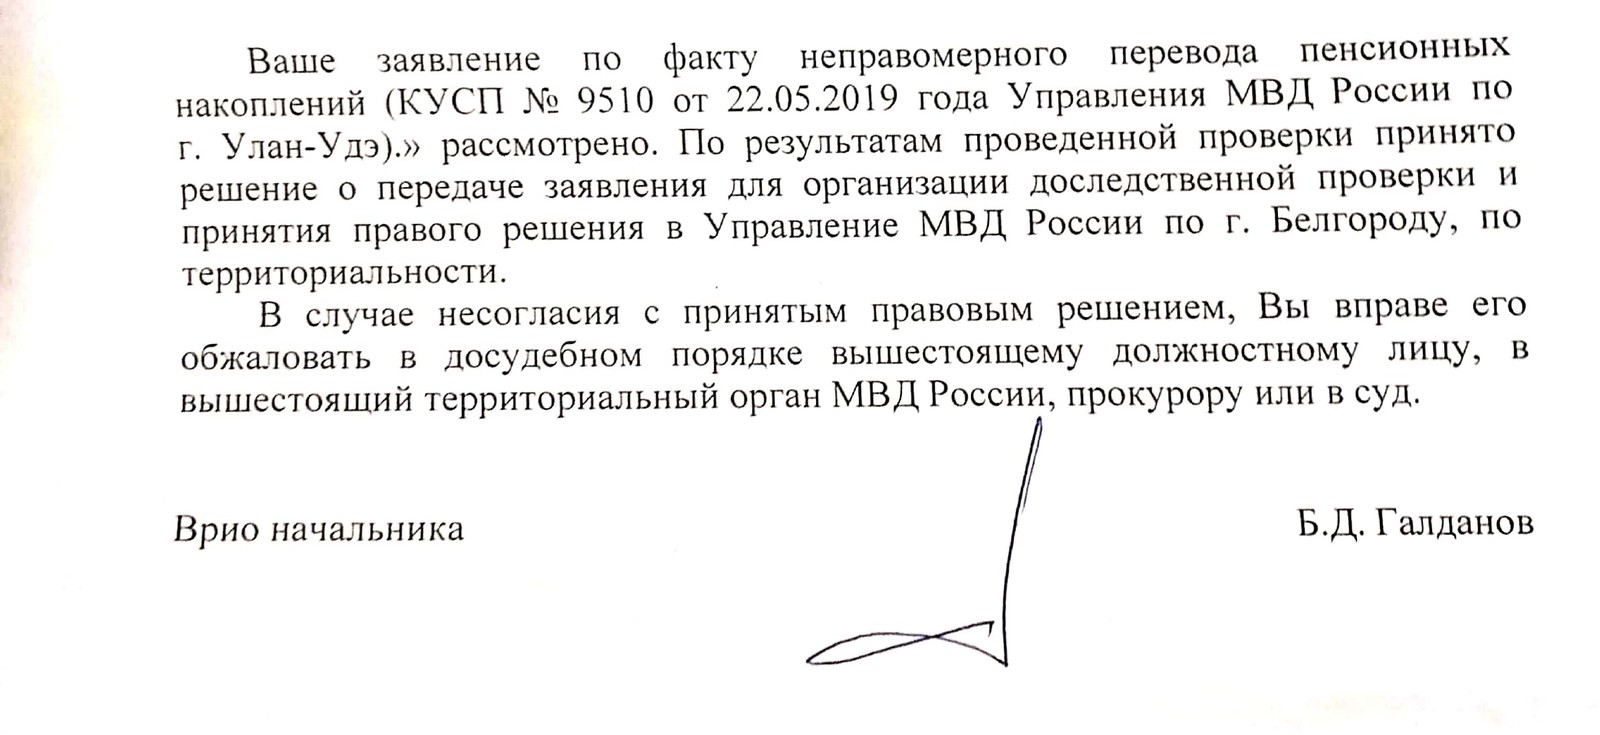 Ваше заявление по факту неправомерного перевода пенсионных
накоплений (КУСП № 9510 от 22.05.2019 года Управления МВД России по
г. Улан-Удэ).» рассмотрено. По результатам проведенной проверки принято
решение о передаче заявления для организации доследственной проверки и
принятия правого решения в Управление МВД России по г. Белгороду, по
территориальности.
В случае несогласия с принятым правовым решением, Вы вправе его
обжаловать в досудебном порядке вышестоящему должностному лицу, в
вышестоящий территориальный орган МВД России, прокурору или в суд.
Врио начальника Б.Д. Галданов